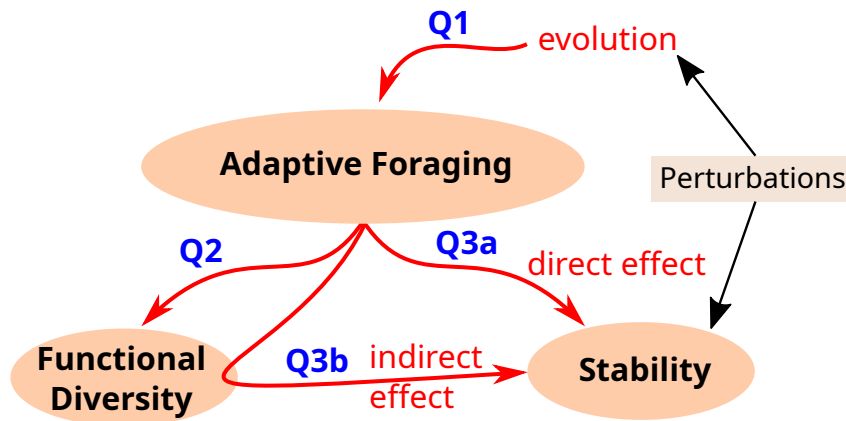 Q1
evolution
Adaptive Foraging
Perturbations
Q2
Q3a
direct effect
Functional
Diversity
Q3b
indirect
effect
Stability